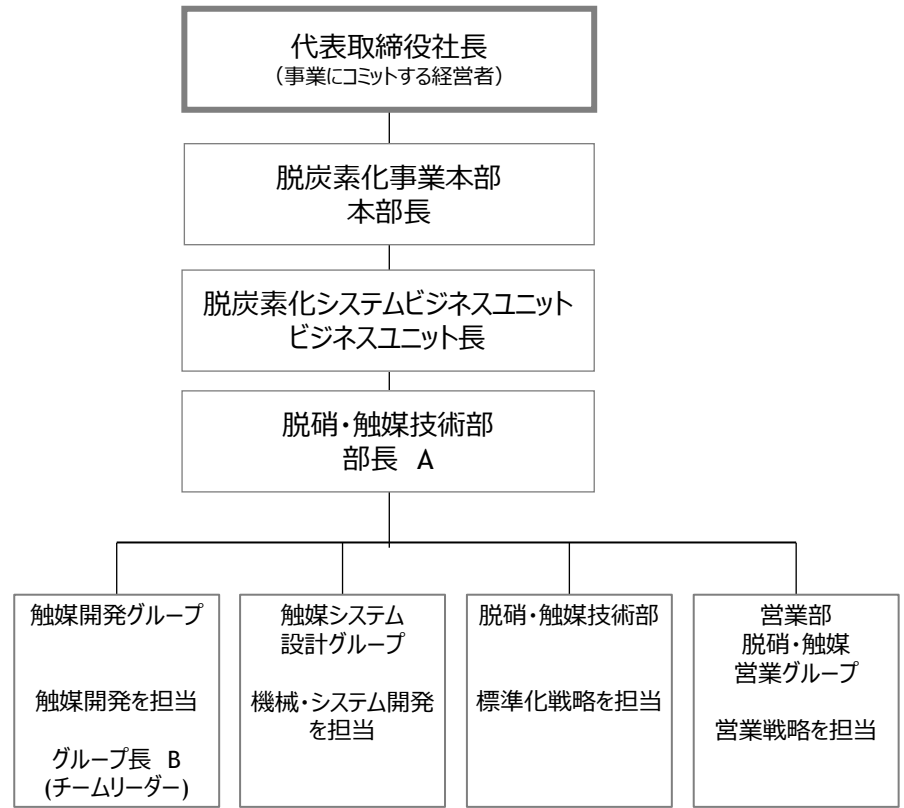 代表取締役社長
（事業にコミットする経営者）
脱炭素化事業本部
本部長
脱炭素化システムビジネスユニット
ビジネスユニット長
脱硝・触媒技術部
部長 A
触媒開発グループ
触媒開発を担当
グループ長 B
(チームリーダー)
触媒システム
設計グループ
機械・システム開発
を担当
脱硝・触媒技術部
標準化戦略を担当
営業部
脱硝・触媒
営業グループ
営業戦略を担当